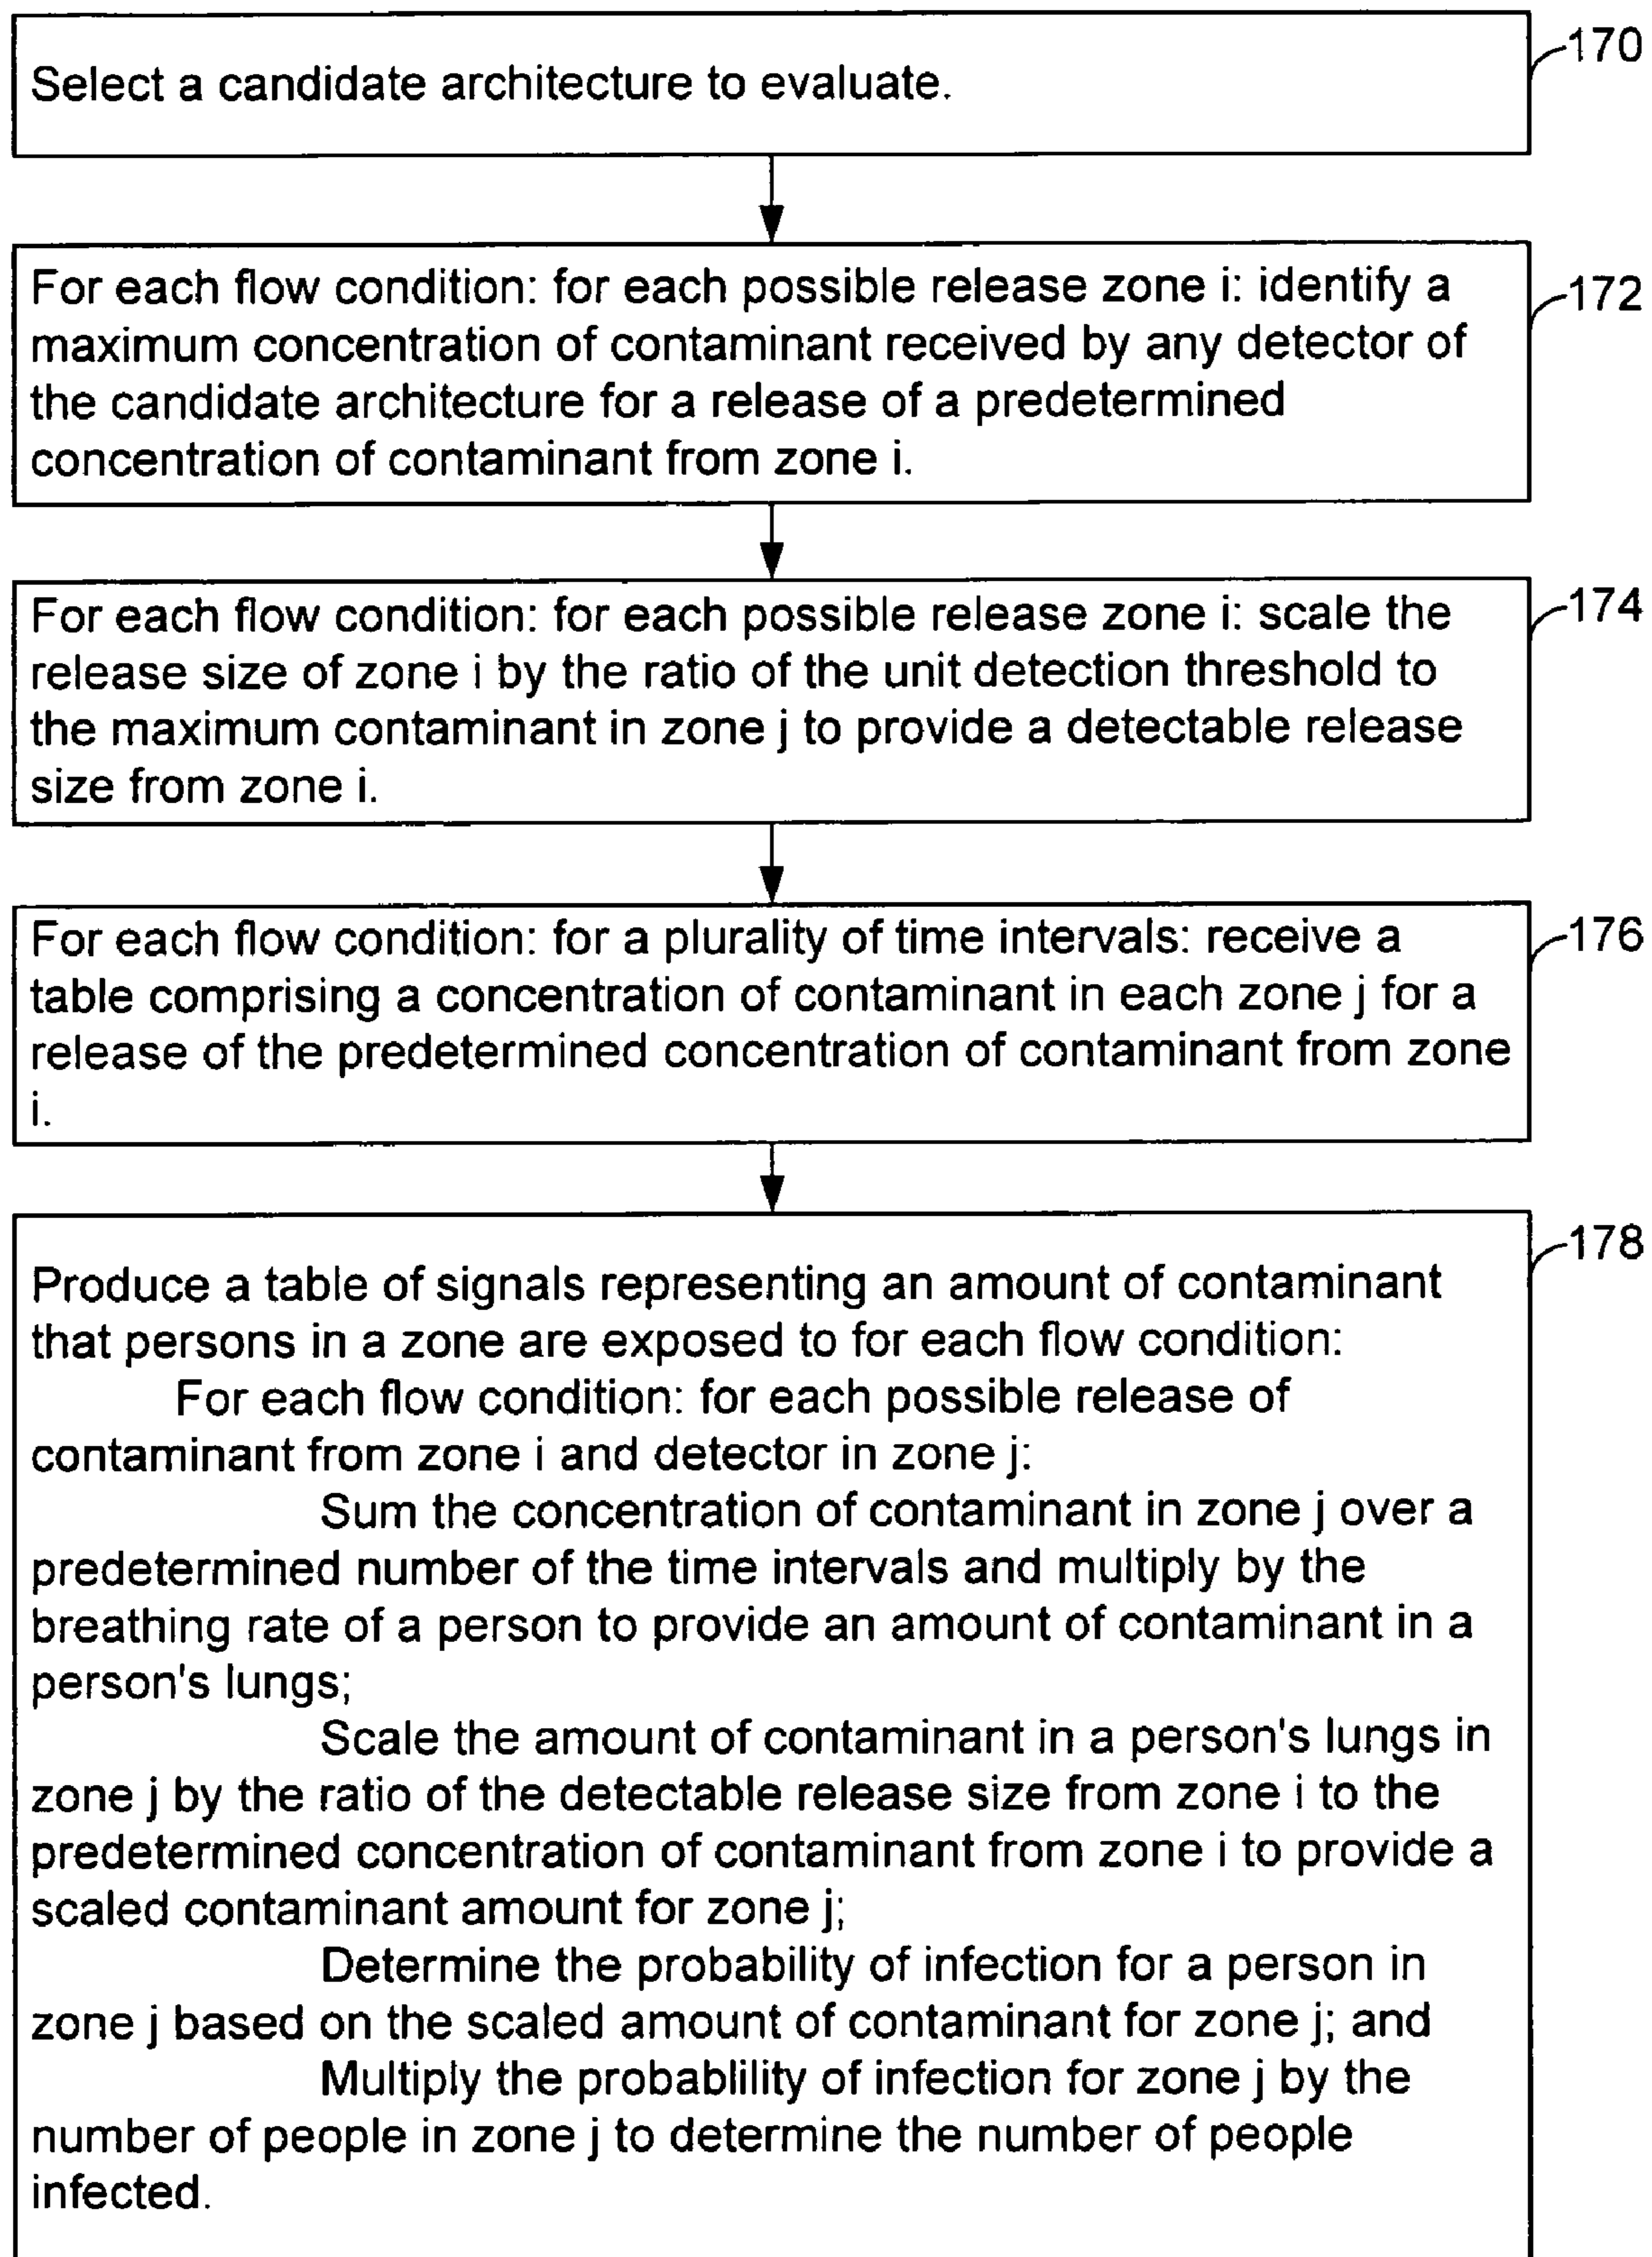 170
Select a candidate architecture to evaluate.
172
For each flow condition: for each possible release zone i: identify a
maximum concentration of contaminant received by any detector of
the candidate architecture for a release of a predetermined
concentration of contaminant from zone i.
174
For each flow condition: for each possible release zone i: scale the
release size of zone i by the ratio of the unit detection threshold to
the maximum contaminant in zone j to provide a detectable release
size from zone i.
176
For each flow condition: for a plurality of time intervals: receive a
table comprising a concentration of contaminant in each zone j for a
release of the predetermined concentration of contaminant from zone
i.
178
Produce a table of signals representing an amount of contaminant
that persons in a zone are exposed to for each flow condition:
For each flow condition: for each possible release of
contaminant from zone i and detector in zone j:
Sum the concentration of contaminant in zone j over a
predetermined number of the time intervals and multiply by the
breathing rate of a person to provide an amount of contaminant in a
person's lungs;
Scale the amount of contaminant in a person's lungs in
zone j by the ratio of the detectable release size from zone i to the
predetermined concentration of contaminant from zone i to provide a
scaled contaminant amount for zone j;
Determine the probability of infection for a person in
zone j based on the scaled amount of contaminant for zone j; and
Multiply the probablility of infection for zone j by the
number of people in zone j to determine the number of people
infected.